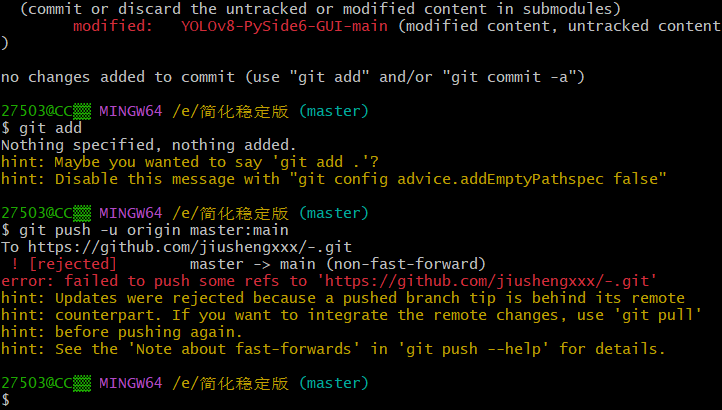 (commit or discard the untracked or modified content in submodules)
modified: YOLOv8-PySide6-GUI-main (modified content, untracked content
)
no changes added to commit (use "git add" and/or "git commit -a")
27503@CC▒▒ MINGW64 /e/简化稳定版 (master)
$ git add
Nothing specified, nothing added.
hint: Maybe you wanted to say 'git add .'?
hint: Disable this message with "git config advice.addEmptyPathspec false"
27503@CC▒▒ MINGW64 /e/简化稳定版 (master)
$ git push -u origin master:main
To https://github.com/jiushengxxx/-.git
! [rejected] master -> main (non-fast-forward)
error: failed to push some refs to 'https://github.com/jiushengxxx/-.git'
hint: Updates were rejected because a pushed branch tip is behind its remote
hint: counterpart. If you want to integrate the remote changes, use 'git pull'
hint: before pushing again.
hint: See the 'Note about fast-forwards' in 'git push --help' for details.
27503@CC▒▒ MINGW64 /e/简化稳定版 (master)
$